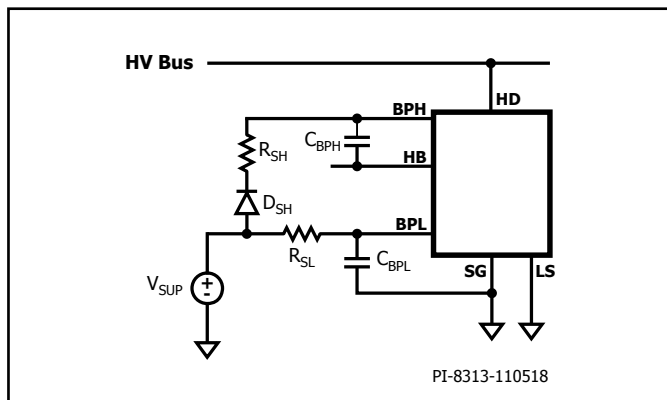 HV Bus
HD
BPH
R_SH
C_BPH
HB
D_SH
BPL
R_SL
C_BPL
V_SUP
+
-
SG
LS
PI-8313-110518